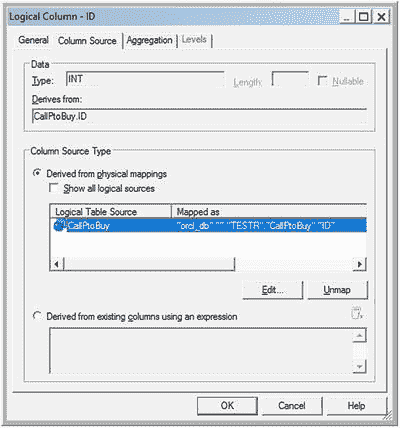 Logical Column - ID
General
Column Source
Aggregation
Levels
Data
Type:
INT
Length:
Nullable
Derives from:
CallPtoBuy.ID
Column Source Type
Derived from physical mappings
Show all logical sources
Logical Table Source
Mapped as
CallPtoBuy
"orcl_db"."".""TESTR"."CallPtoBuy"."ID"
Edit...
Unmap
Derived from existing columns using an expression
OK
Cancel
Help